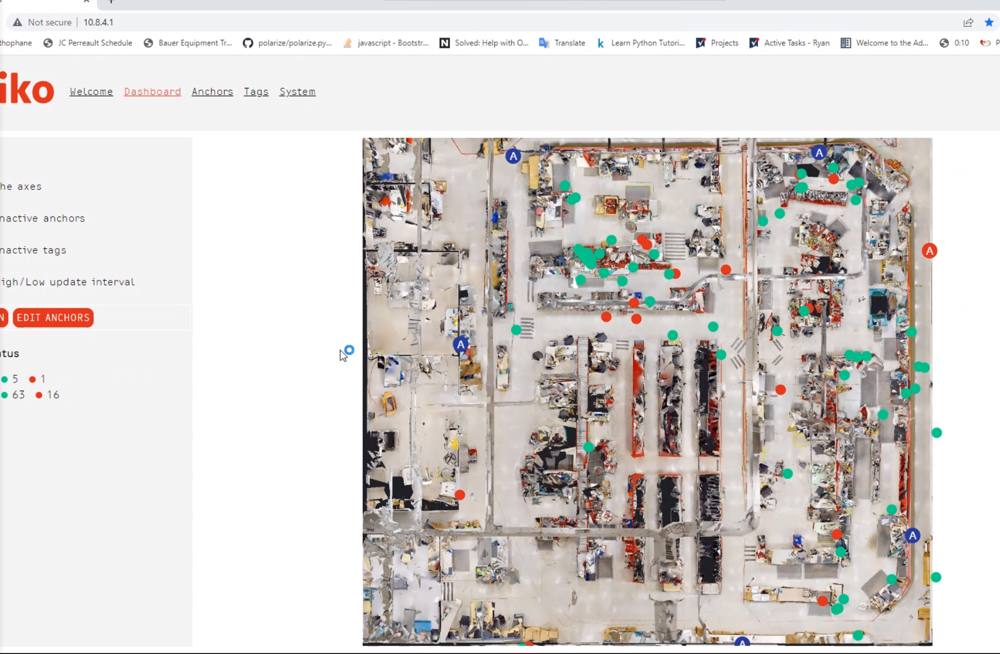 Not secure | 10.8.4.1
thophane JC Perreault Schedule Bauer Equipment Tr... polarize/polarize.py... javascript - Bootstr... Solved: Help with O... Translate Learn Python Tutori... Projects Active Tasks - Ryan Welcome to the Ad... 0:10 P
iko Welcome Dashboard Anchors Tags System
he axes
nactive anchors
nactive tags
igh/Low update interval
N EDIT ANCHORS
atus
5 1
63 16
A
A
A
A
A
A